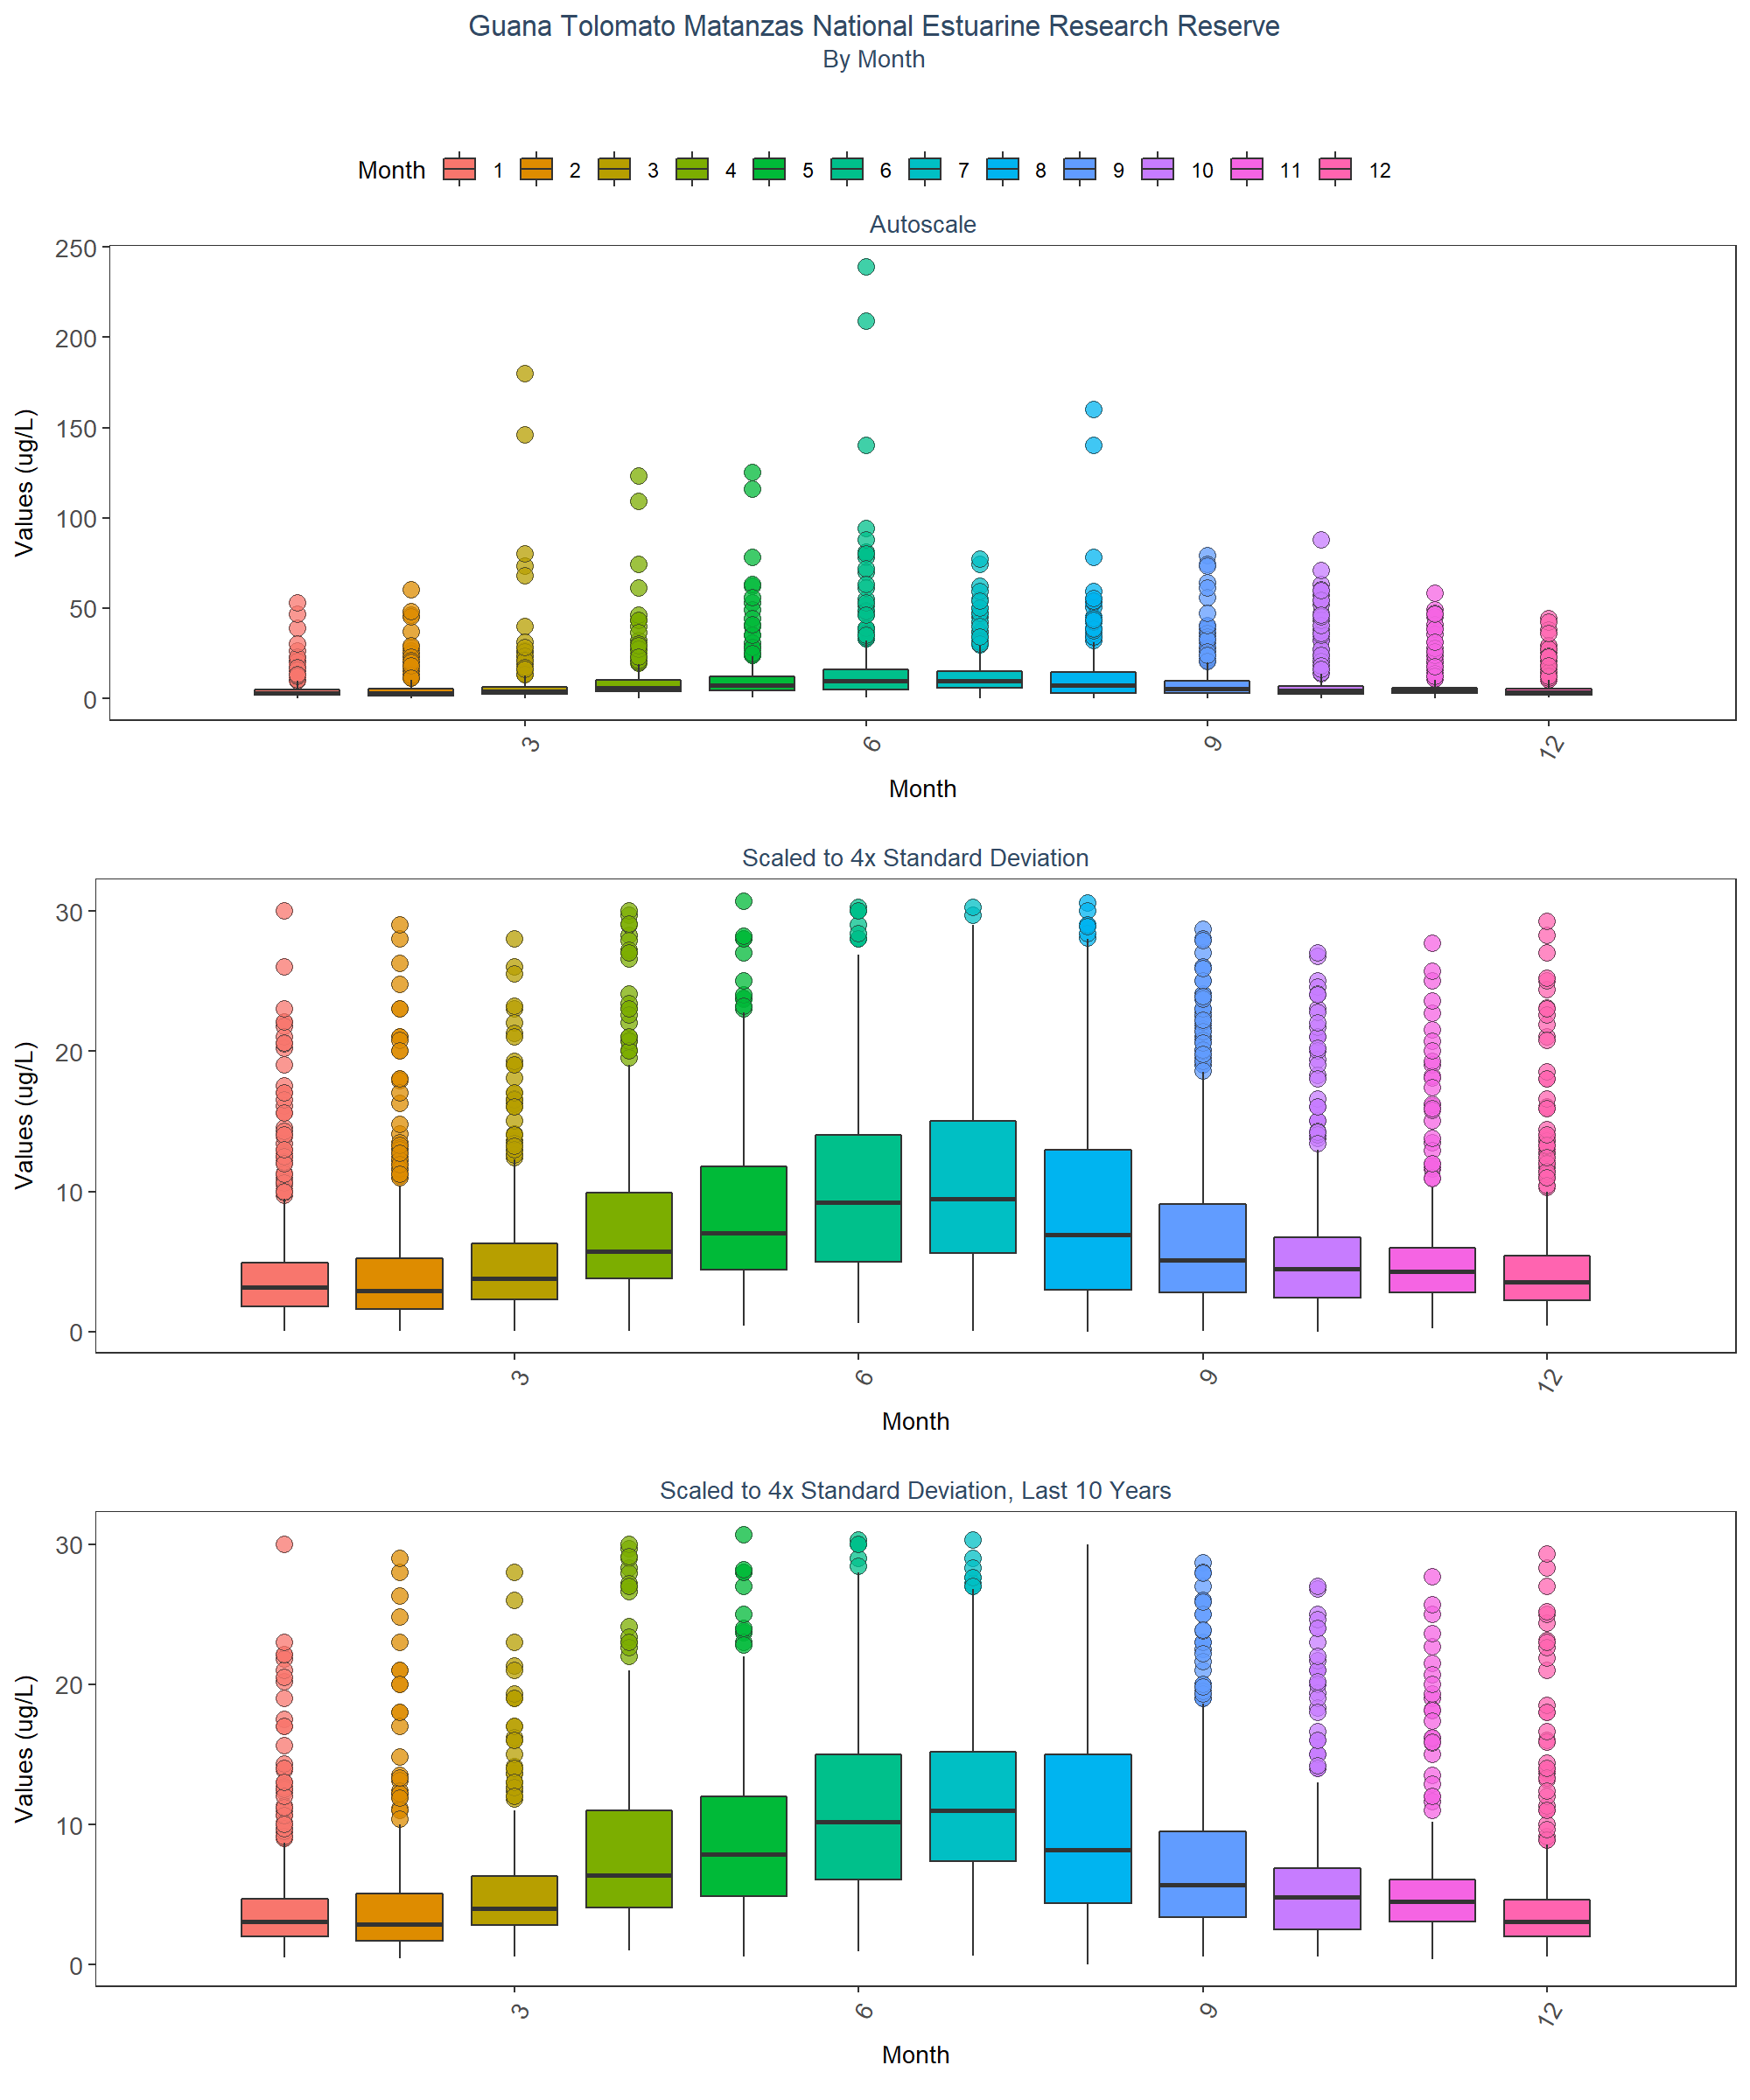 Guana Tolomato Matanzas National Estuarine Research Reserve
By Month
Month 1 2 3 4 5 6 7 8 9 10 11 12
Autoscale
250
200
150
100
50
0
Values (ug/L)
3 6 9 12
Month
Scaled to 4x Standard Deviation
30
20
10
0
Values (ug/L)
3 6 9 12
Month
Scaled to 4x Standard Deviation, Last 10 Years
30
20
10
0
Values (ug/L)
3 6 9 12
Month